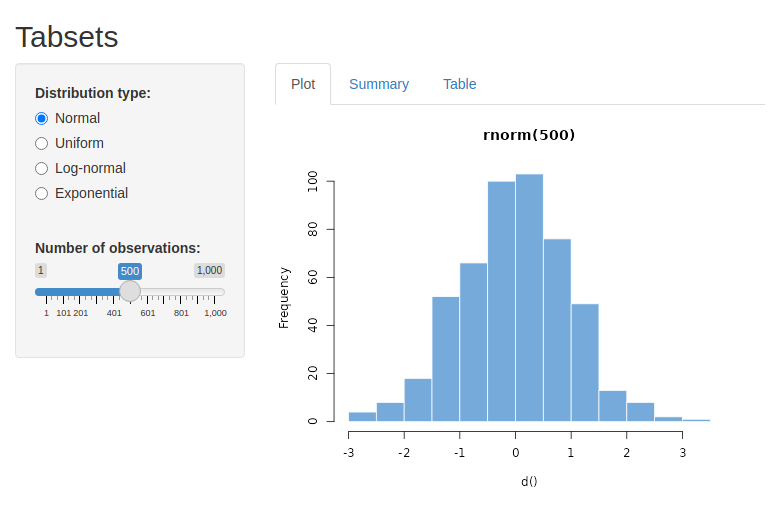 Tabsets
Distribution type:
Normal
Uniform
Log-normal
Exponential
Number of observations:
1 500 1,000
1 101 201 401 601 801 1,000
Plot Summary Table
rnorm(500)
Frequency
100
80
60
40
20
0
-3 -2 -1 0 1 2 3
d()